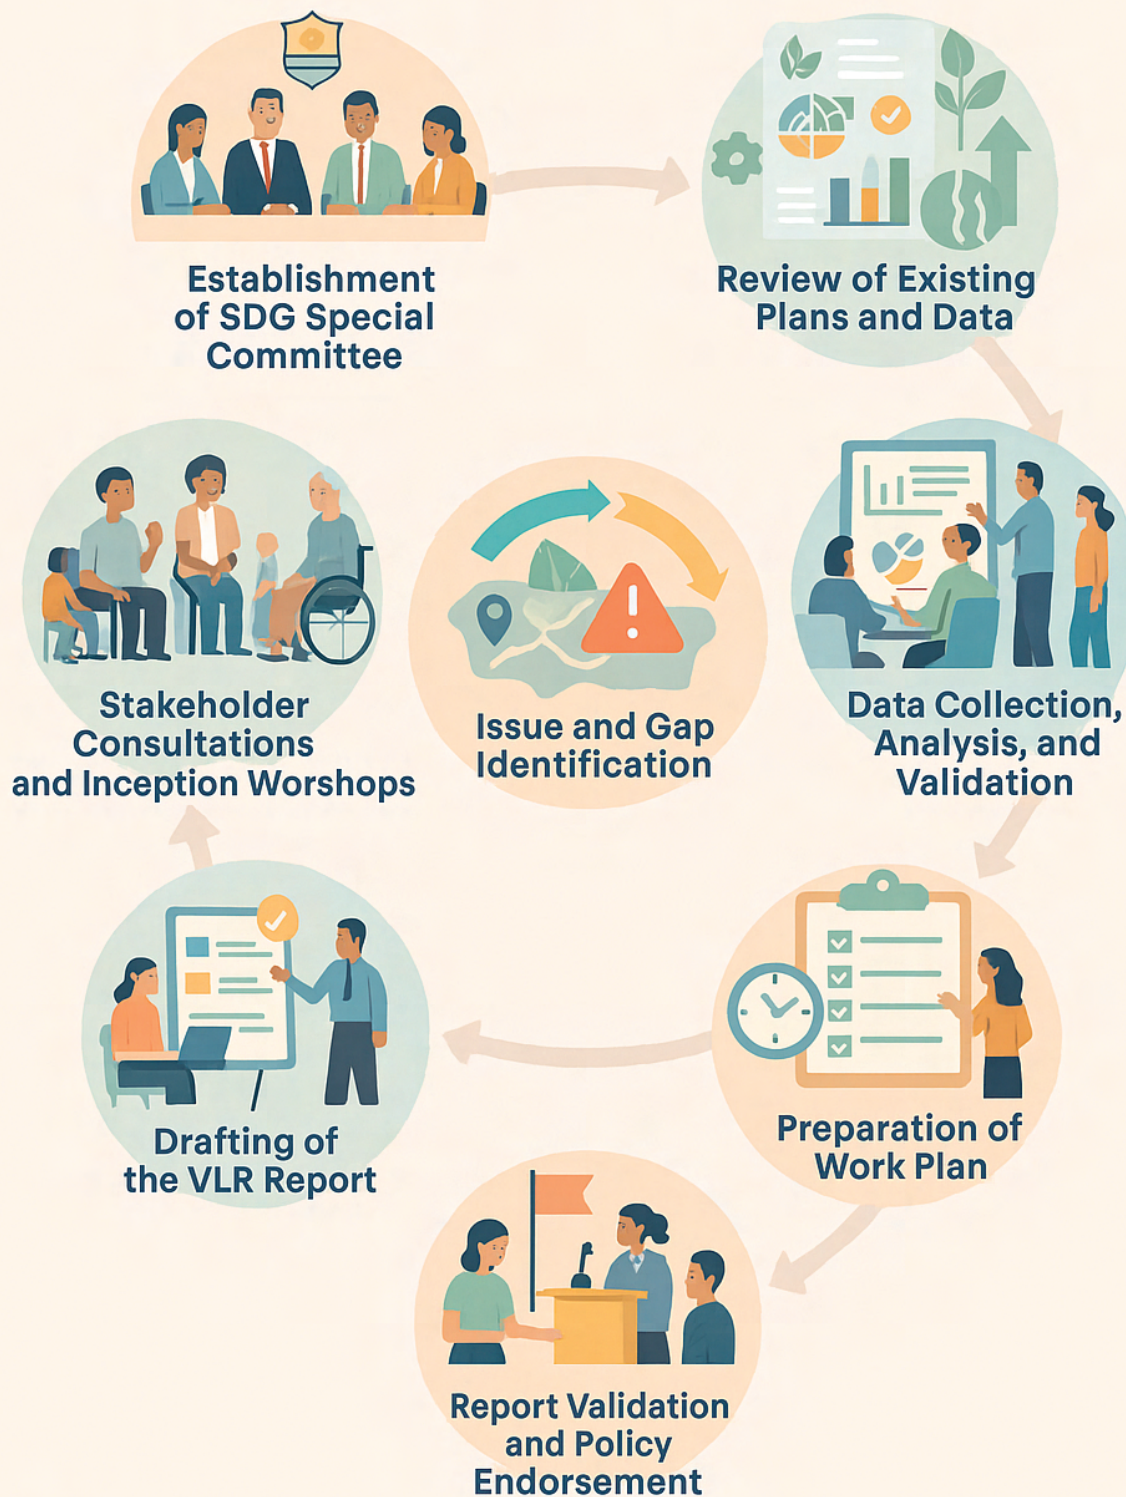 Establishment
of SDG Special
Committee
Review of Existing
Plans and Data
Stakeholder
Consultations
and Inception Worshops
Issue and Gap
Identification
Data Collection,
Analysis, and
Validation
Drafting of
the VLR Report
Preparation of
Work Plan
Report Validation
and Policy
Endorsement